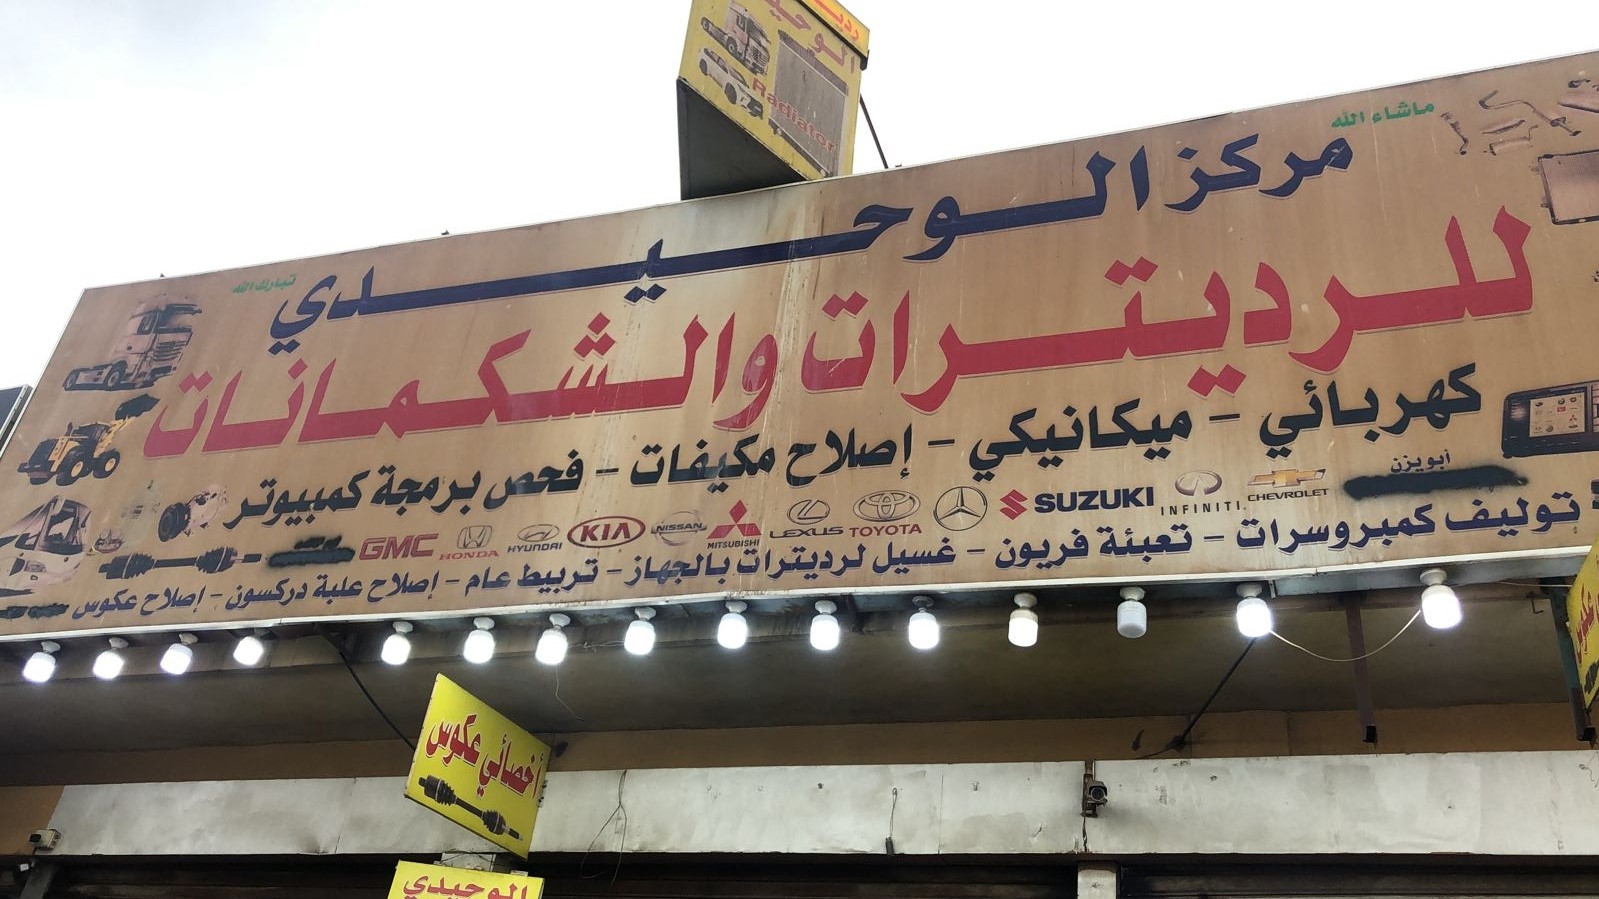 الوحيد
Radiator
ماشاء الله
مركز الوحيدي
تبارك الله
للرديترات والشكمانات
كهربائي - ميكانيكي - إصلاح مكيفات - فحص برمجة كمبيوتر
أبويزن
CHEVROLET
INFINITI
SUZUKI
TOYOTA
LEXUS
MITSUBISHI
NISSAN
KIA
HYUNDAI
HONDA
GMC
توليف كمبروسرات - تعبئة فريون - غسيل لرديترات بالجهاز - تربيط عام - إصلاح علبة دركسون - إصلاح عكوس
أخصائي عكوس
الوحيدي